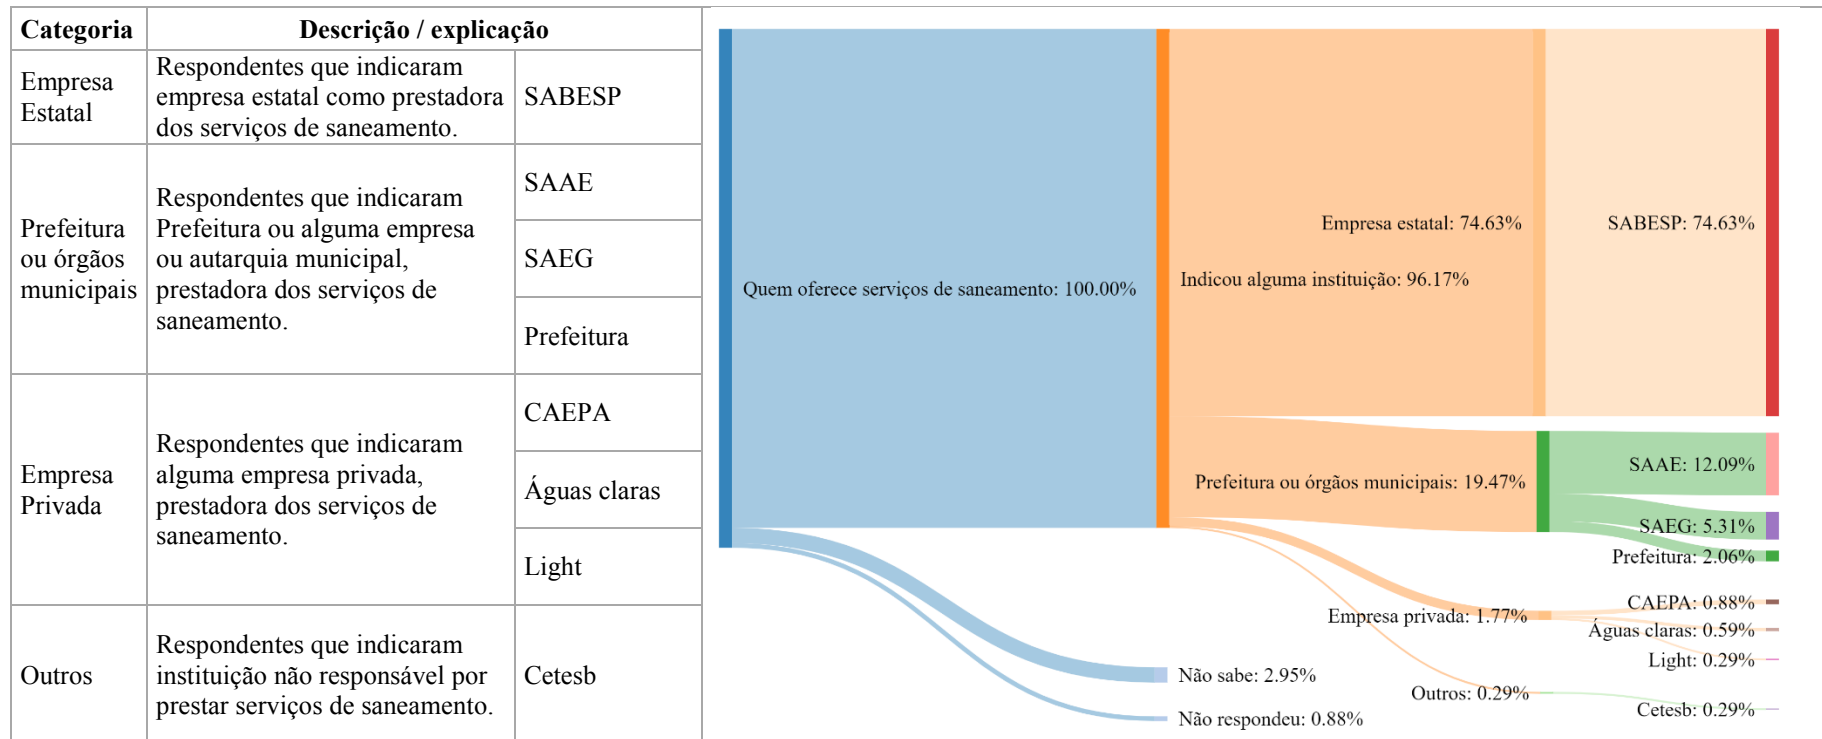 Categoria
Descrição / explicação
Empresa
Estatal
Respondentes que indicaram
empresa estatal como prestadora
dos serviços de saneamento.
SABESP
Prefeitura
ou órgãos
municipais
Respondentes que indicaram
Prefeitura ou alguma empresa
ou autarquia municipal,
prestadora dos serviços de
saneamento.
SAAE
SAEG
Prefeitura
Empresa
Privada
Respondentes que indicaram
alguma empresa privada,
prestadora dos serviços de
saneamento.
CAEPA
Águas claras
Light
Outros
Respondentes que indicaram
instituição não responsável por
prestar serviços de saneamento.
Cetesb
Quem oferece serviços de saneamento: 100.00%
Indicou alguma instituição: 96.17%
Não sabe: 2.95%
Não respondeu: 0.88%
Empresa estatal: 74.63%
Prefeitura ou órgãos municipais: 19.47%
Empresa privada: 1.77%
Outros: 0.29%
SABESP: 74.63%
SAAE: 12.09%
SAEG: 5.31%
Prefeitura: 2.06%
CAEPA: 0.88%
Águas claras: 0.59%
Light: 0.29%
Cetesb: 0.29%